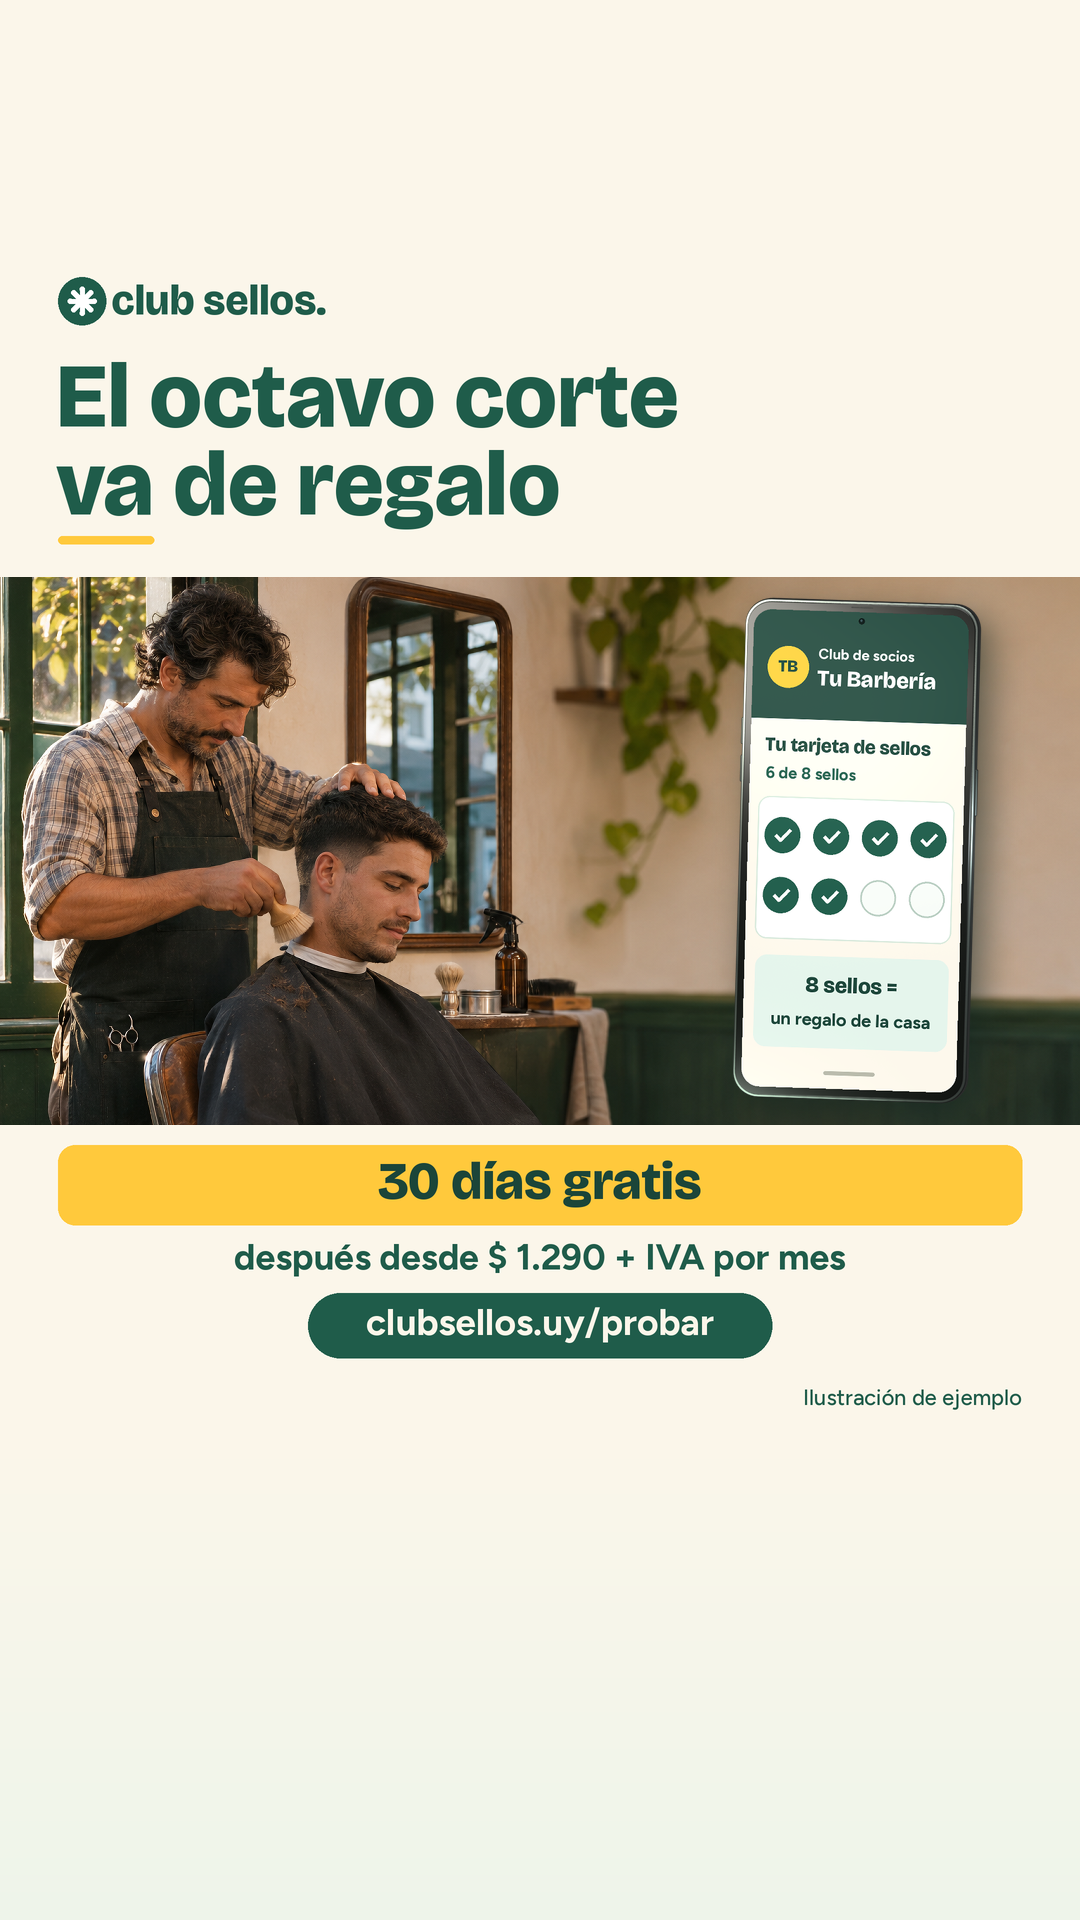 club sellos.
El octavo corte
va de regalo
TB
Club de socios
Tu Barbería
Tu tarjeta de sellos
6 de 8 sellos
8 sellos =
un regalo de la casa
30 días gratis
después desde $ 1.290 + IVA por mes
clubsellos.uy/probar
Ilustración de ejemplo